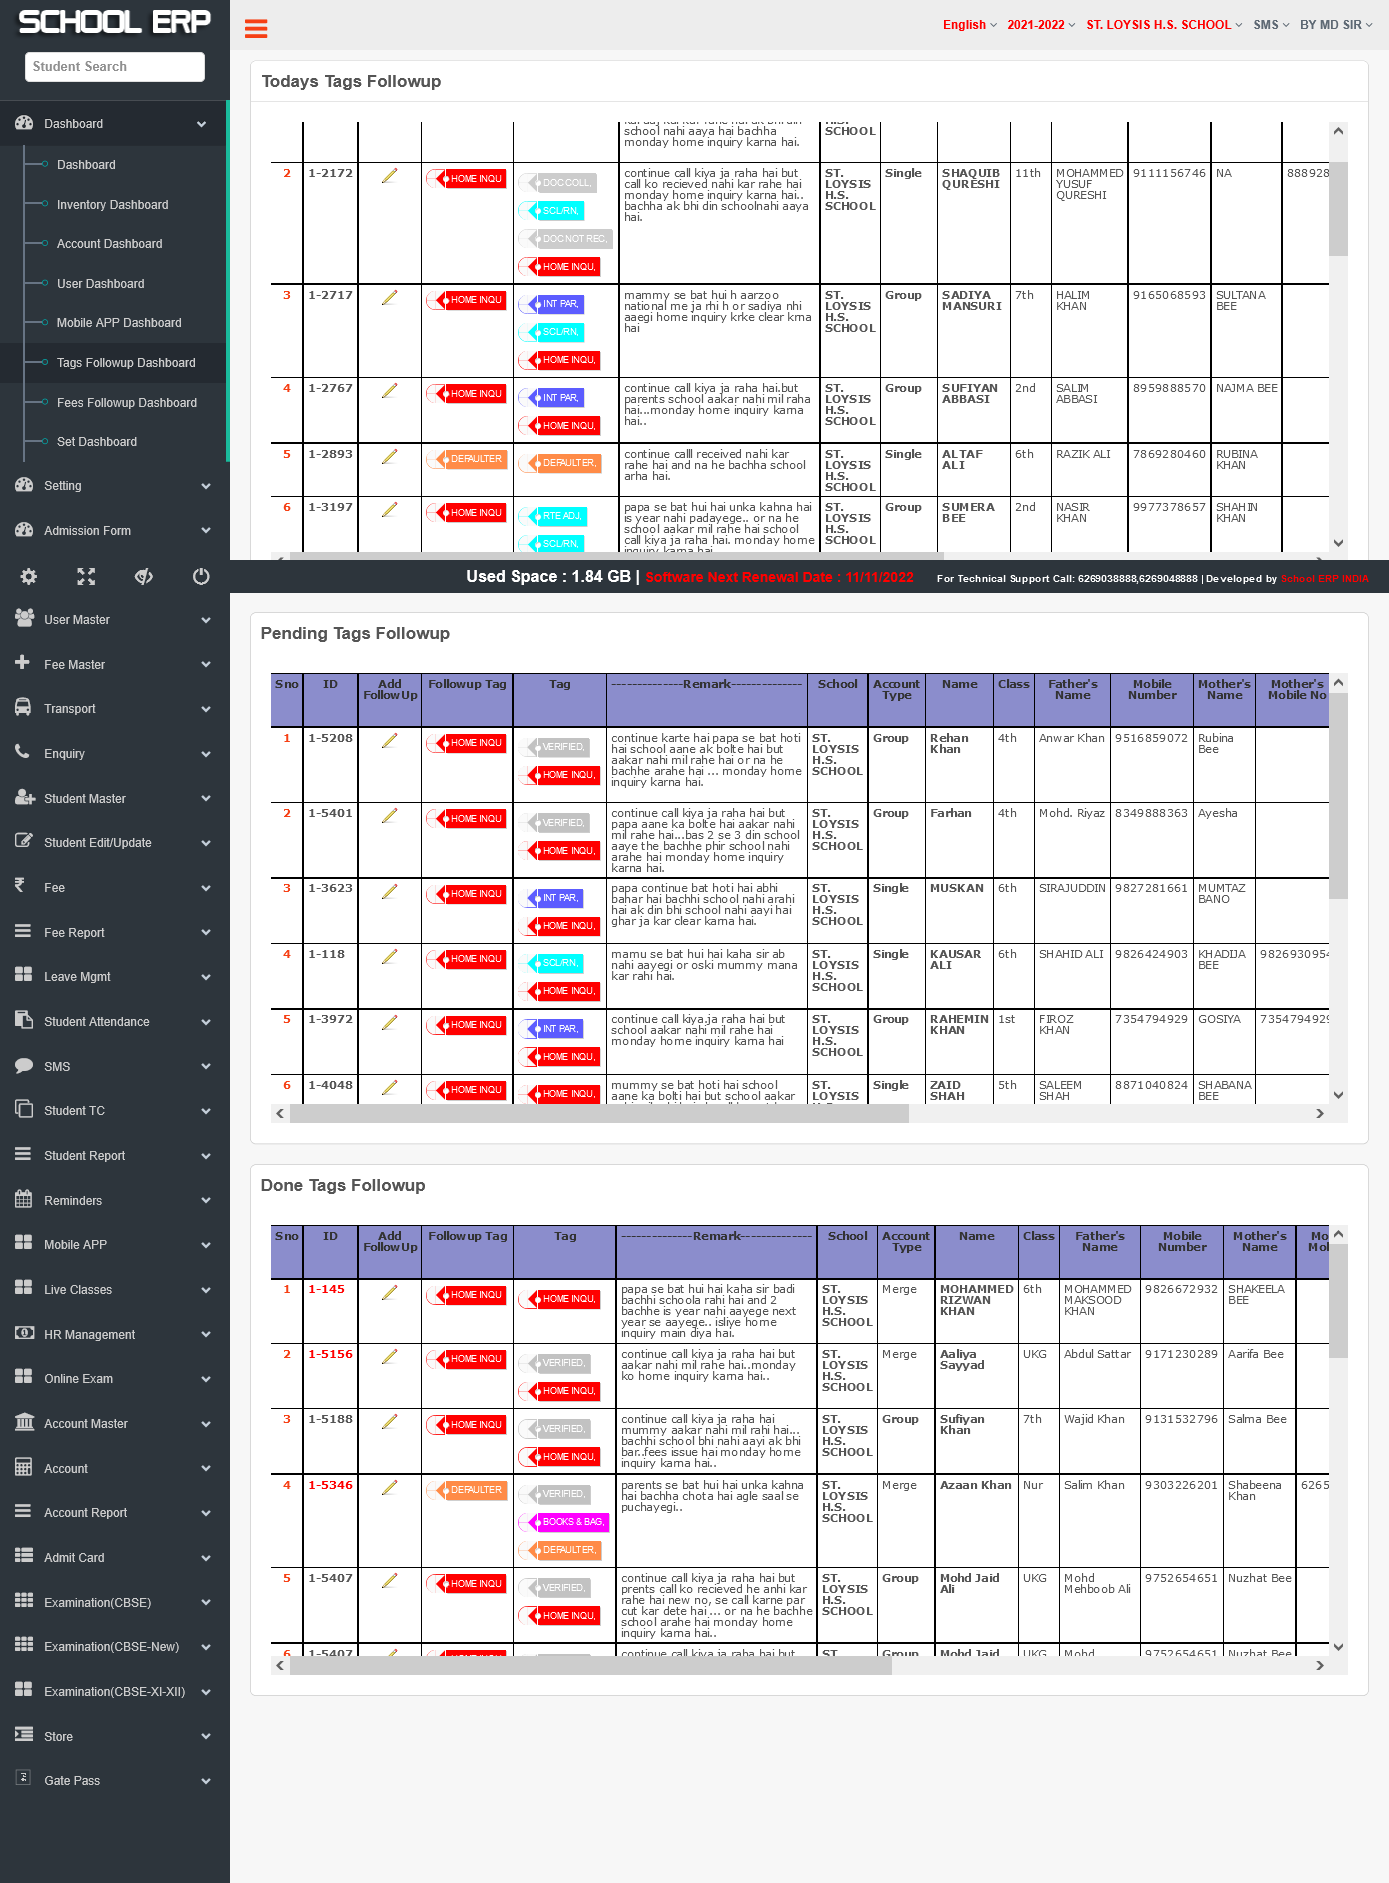 SCHOOL ERP
Student Search
English
2021-2022
ST. LOYSIS H.S. SCHOOL
SMS
BY MD SIR
Dashboard
Dashboard
Inventory Dashboard
Account Dashboard
User Dashboard
Mobile APP Dashboard
Tags Followup Dashboard
Fees Followup Dashboard
Set Dashboard
Setting
Admission Form
User Master
Fee Master
Transport
Enquiry
Student Master
Student Edit/Update
Fee
Fee Report
Leave Mgmt
Student Attendance
SMS
Student TC
Student Report
Reminders
Mobile APP
Live Classes
HR Management
Online Exam
Account Master
Account
Account Report
Admit Card
Examination(CBSE)
Examination(CBSE-New)
Examination(CBSE-XI-XII)
Store
Gate Pass
Todays Tags Followup
school nahi aaya hai bachha
monday home inquiry karna hai.
H.S.
SCHOOL
2
1-2172
HOME INQU
DOC COLL,
SCL/RN,
DOC NOT REC,
HOME INQU,
continue call kiya ja raha hai but
call ko recieved nahi kar rahe hai
monday home inquiry karna hai..
bachha ak bhi din schoolnahi aaya
hai.
ST.
LOYSIS
H.S.
SCHOOL
Single
SHAQUIB
QURESHI
11th
MOHAMMED
YUSUF
QURESHI
9111156746
NA
888928
3
1-2717
HOME INQU
INT PAR,
SCL/RN,
HOME INQU,
mammy se bat hui h aarzoo
national me ja rhi h or sadiya nhi
aaegi home inquiry krke clear krna
hai
ST.
LOYSIS
H.S.
SCHOOL
Group
SADIYA
MANSURI
7th
HALIM
KHAN
9165068593
SULTANA
BEE
4
1-2767
HOME INQU
INT PAR,
HOME INQU,
continue call kiya ja raha hai.but
parents school aakar nahi mil raha
hai...monday home inquiry karna
hai..
ST.
LOYSIS
H.S.
SCHOOL
Group
SUFIYAN
ABBASI
2nd
SALIM
ABBASI
8959888570
NAJMA BEE
5
1-2893
DEFAULTER
DEFAULTER,
continue calll received nahi kar
rahe hai and na he bachha school
arha hai.
ST.
LOYSIS
H.S.
SCHOOL
Single
ALTAF
ALI
6th
RAZIK ALI
7869280460
RUBINA
KHAN
6
1-3197
HOME INQU
RTE ADJ,
SCL/RN,
papa se bat hui hai unka kahna hai
is year nahi padayege.. or na he
school aakar mil rahe hai school
call kiya ja raha hai. monday home
inquiry karna hai
ST.
LOYSIS
H.S.
SCHOOL
Group
SUMERA
BEE
2nd
NASIR
KHAN
9977378657
SHAHIN
KHAN
Used Space : 1.84 GB | Software Next Renewal Date : 11/11/2022
For Technical Support Call: 6269038888,6269048888 | Developed by School ERP INDIA
Pending Tags Followup
Sno
ID
Add
FollowUp
Followup Tag
Tag
--------------Remark--------------
School
Account
Type
Name
Class
Father's
Name
Mobile
Number
Mother's
Name
Mother's
Mobile No
1
1-5208
HOME INQU
VERIFIED,
HOME INQU,
continue karte hai papa se bat hoti
hai school aane ak bolte hai but
aakar nahi mil rahe hai or na he
bachhe arahe hai ... monday home
inquiry karna hai.
ST.
LOYSIS
H.S.
SCHOOL
Group
Rehan
Khan
4th
Anwar Khan
9516859072
Rubina
Bee
2
1-5401
HOME INQU
VERIFIED,
HOME INQU,
continue call kiya ja raha hai but
papa aane ka bolte hai aakar nahi
mil rahe hai...bas 2 se 3 din school
aaye the bachhe phir school nahi
arahe hai monday home inquiry
karna hai.
ST.
LOYSIS
H.S.
SCHOOL
Group
Farhan
4th
Mohd. Riyaz
8349888363
Ayesha
3
1-3623
HOME INQU
INT PAR,
HOME INQU,
papa continue bat hoti hai abhi
bahar hai bachhi school nahi arahi
hai ak din bhi school nahi aayi hai
ghar ja kar clear karna hai.
ST.
LOYSIS
H.S.
SCHOOL
Single
MUSKAN
6th
SIRAJUDDIN
9827281661
MUMTAZ
BANO
4
1-118
HOME INQU
SCL/RN,
HOME INQU,
mamu se bat hui hai kaha sir ab
nahi aayegi or oski mummy mana
kar rahi hai.
ST.
LOYSIS
H.S.
SCHOOL
Single
KAUSAR
ALI
6th
SHAHID ALI
9826424903
KHADIJA
BEE
9826930954
5
1-3972
HOME INQU
INT PAR,
HOME INQU,
continue call kiya.ja raha hai but
school aakar nahi mil rahe hai
monday home inquiry karna hai
ST.
LOYSIS
H.S.
SCHOOL
Group
RAHEMIN
KHAN
1st
FIROZ
KHAN
7354794929
GOSIYA
7354794929
6
1-4048
HOME INQU
HOME INQU,
mummy se bat hoti hai school
aane ka bolti hai but school aakar
ST.
LOYSIS
Single
ZAID
SHAH
5th
SALEEM
SHAH
8871040824
SHABANA
BEE
Done Tags Followup
Sno
ID
Add
FollowUp
Followup Tag
Tag
--------------Remark--------------
School
Account
Type
Name
Class
Father's
Name
Mobile
Number
Mother's
Name
Mo
Mol
1
1-145
HOME INQU
HOME INQU,
papa se bat hui hai kaha sir badi
bachhi schoola rahi hai and 2
bachhe is year nahi aayege next
year se aayege.. isliye home
inquiry main diya hai.
ST.
LOYSIS
H.S.
SCHOOL
Merge
MOHAMMED
RIZWAN
KHAN
6th
MOHAMMED
MAKSOOD
KHAN
9826672932
SHAKEELA
BEE
2
1-5156
HOME INQU
VERIFIED,
HOME INQU,
continue call kiya ja raha hai but
aakar nahi mil rahe hai..monday
ko home inquiry karna hai..
ST.
LOYSIS
H.S.
SCHOOL
Merge
Aaliya
Sayyad
UKG
Abdul Sattar
9171230289
Aarifa Bee
3
1-5188
HOME INQU
VERIFIED,
HOME INQU,
continue call kiya ja raha hai
mummy aakar nahi mil rahi hai...
bachhi school bhi nahi aayi ak bhi
bar..fees issue hai monday home
inquiry karna hai..
ST.
LOYSIS
H.S.
SCHOOL
Group
Sufiyan
Khan
7th
Wajid Khan
9131532796
Salma Bee
4
1-5346
DEFAULTER
VERIFIED,
BOOKS & BAG,
DEFAULTER,
parents se bat hui hai unka kahna
hai bachha chota hai agle saal se
puchayegi..
ST.
LOYSIS
H.S.
SCHOOL
Merge
Azaan Khan
Nur
Salim Khan
9303226201
Shabeena
Khan
6265
5
1-5407
HOME INQU
VERIFIED,
HOME INQU,
continue call kiya ja raha hai but
prents call ko recieved he anhi kar
rahe hai new no, se call karne par
cut kar dete hai ... or na he bachhe
school arahe hai monday home
inquiry karna hai..
ST.
LOYSIS
H.S.
SCHOOL
Group
Mohd Jaid
Ali
UKG
Mohd
Mehboob Ali
9752654651
Nuzhat Bee
6
1-5407
continue call kiya ja raha hai but
ST.
Group
Mohd Jaid
UKG
Mohd
9752654651
Nuzhat Bee